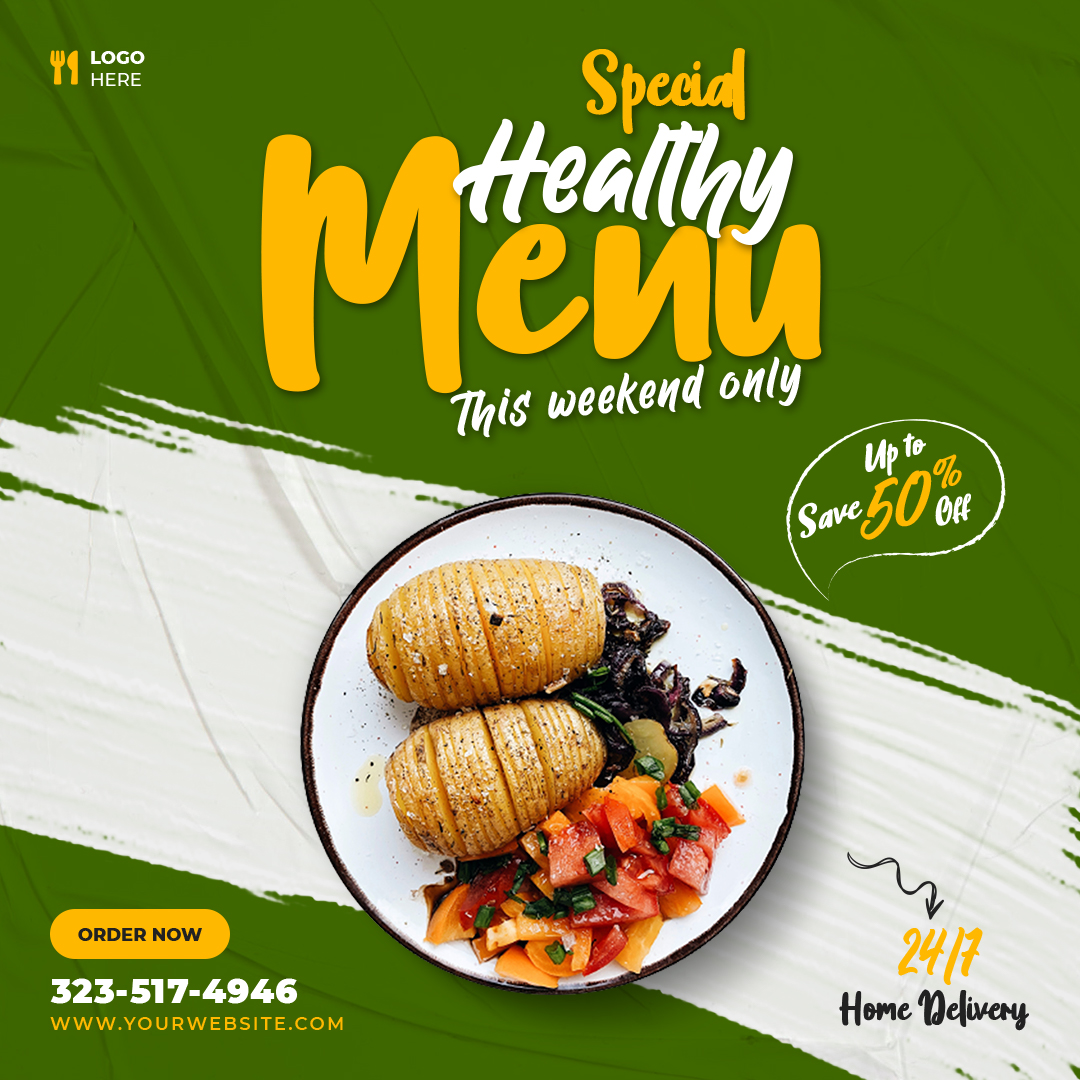 LOGO
HERE
Special
Healthy
Menu
This weekend only
Up to
Save 50% Off
ORDER NOW
323-517-4946
WWW.YOURWEBSITE.COM
24/7
Home Delivery